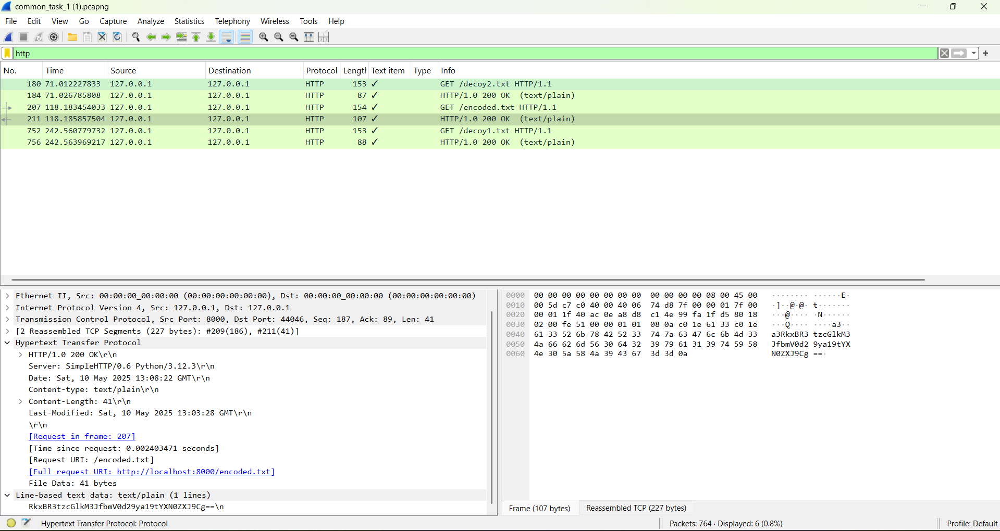 common_task_1 (1).pcapng
File Edit View Go Capture Analyze Statistics Telephony Wireless Tools Help
http
No. Time Source Destination Protocol Length Text item Type Info
180 71.012227833 127.0.0.1 127.0.0.1 HTTP 153 ✓ GET /decoy2.txt HTTP/1.1
184 71.026785808 127.0.0.1 127.0.0.1 HTTP 87 ✓ HTTP/1.0 200 OK (text/plain)
207 118.183454033 127.0.0.1 127.0.0.1 HTTP 154 ✓ GET /encoded.txt HTTP/1.1
211 118.185857504 127.0.0.1 127.0.0.1 HTTP 107 ✓ HTTP/1.0 200 OK (text/plain)
752 242.560779732 127.0.0.1 127.0.0.1 HTTP 153 ✓ GET /decoy1.txt HTTP/1.1
756 242.563969217 127.0.0.1 127.0.0.1 HTTP 88 ✓ HTTP/1.0 200 OK (text/plain)
Ethernet II, Src: 00:00:00_00:00:00 (00:00:00:00:00:00), Dst: 00:00:00_00:00:00 (00:00:00:00:00:00)
Internet Protocol Version 4, Src: 127.0.0.1, Dst: 127.0.0.1
Transmission Control Protocol, Src Port: 8000, Dst Port: 44046, Seq: 187, Ack: 89, Len: 41
[2 Reassembled TCP Segments (227 bytes): #209(186), #211(41)]
Hypertext Transfer Protocol
HTTP/1.0 200 OK\r\n
Server: SimpleHTTP/0.6 Python/3.12.3\r\n
Date: Sat, 10 May 2025 13:08:22 GMT\r\n
Content-type: text/plain\r\n
Content-Length: 41\r\n
Last-Modified: Sat, 10 May 2025 13:03:28 GMT\r\n
\r\n
[Request in frame: 207]
[Time since request: 0.002403471 seconds]
[Request URI: /encoded.txt]
[Full request URI: http://localhost:8000/encoded.txt]
File Data: 41 bytes
Line-based text data: text/plain (1 lines)
RkxBR3tzcGlkM3JfbmV0d29ya19tYXN0ZXJ9Cg==\n
0000 00 00 00 00 00 00 00 00 00 00 00 00 08 00 45 00 ········ ······E·
0010 00 5d c7 c0 40 00 40 06 74 d8 7f 00 00 01 7f 00 ·]··@·@· t·······
0020 00 01 1f 40 ac 0e a8 d8 c1 4e 99 fa 1f d5 80 18 ···@···· ·N······
0030 02 00 fe 51 00 00 01 01 08 0a c0 1e 61 33 c0 1e ···Q···· ····a3··
0040 61 33 52 6b 78 42 52 33 74 7a 63 47 6c 6b 4d 33 a3RkxBR3 tzcGlkM3
0050 4a 66 62 6d 56 30 64 32 39 79 61 31 39 74 59 58 JfbmV0d2 9ya19tYX
0060 4e 30 5a 58 4a 39 43 67 3d 3d 0a N0ZXJ9Cg ==·
Frame (107 bytes) Reassembled TCP (227 bytes)
Hypertext Transfer Protocol: Protocol Packets: 764 · Displayed: 6 (0.8%) Profile: Default